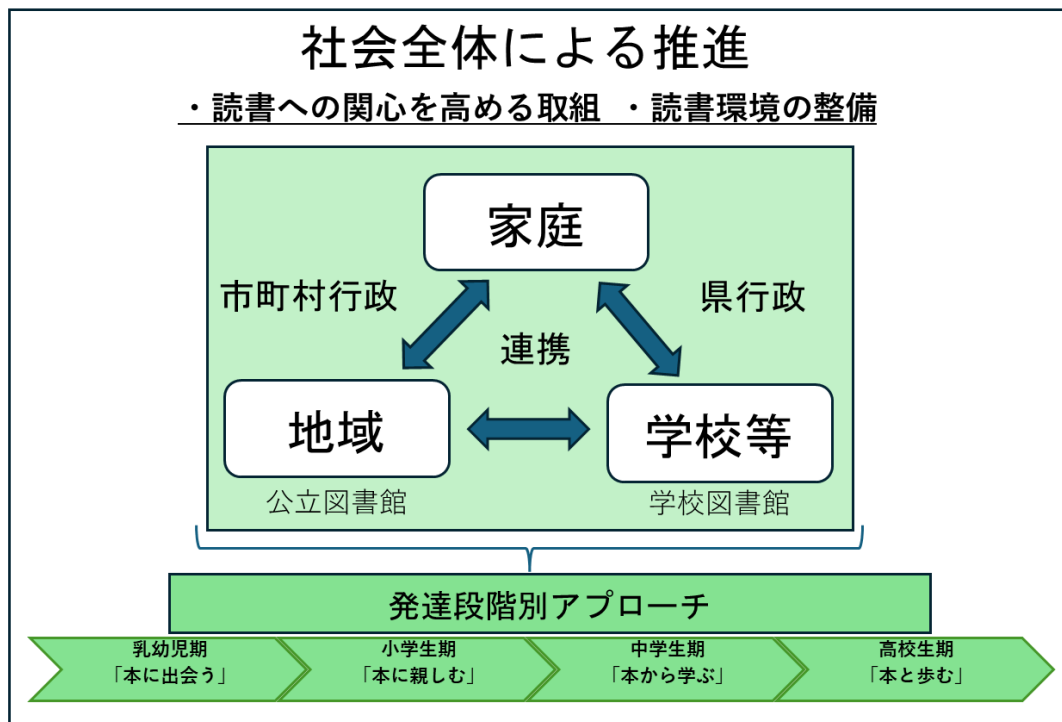 社会全体による推進
・読書への関心を高める取組 ・読書環境の整備
家庭
市町村行政
県行政
連携
地域
学校等
公立図書館
学校図書館
発達段階別アプローチ
乳幼児期
「本に出会う」
小学生期
「本に親しむ」
中学生期
「本から学ぶ」
高校生期
「本と歩む」